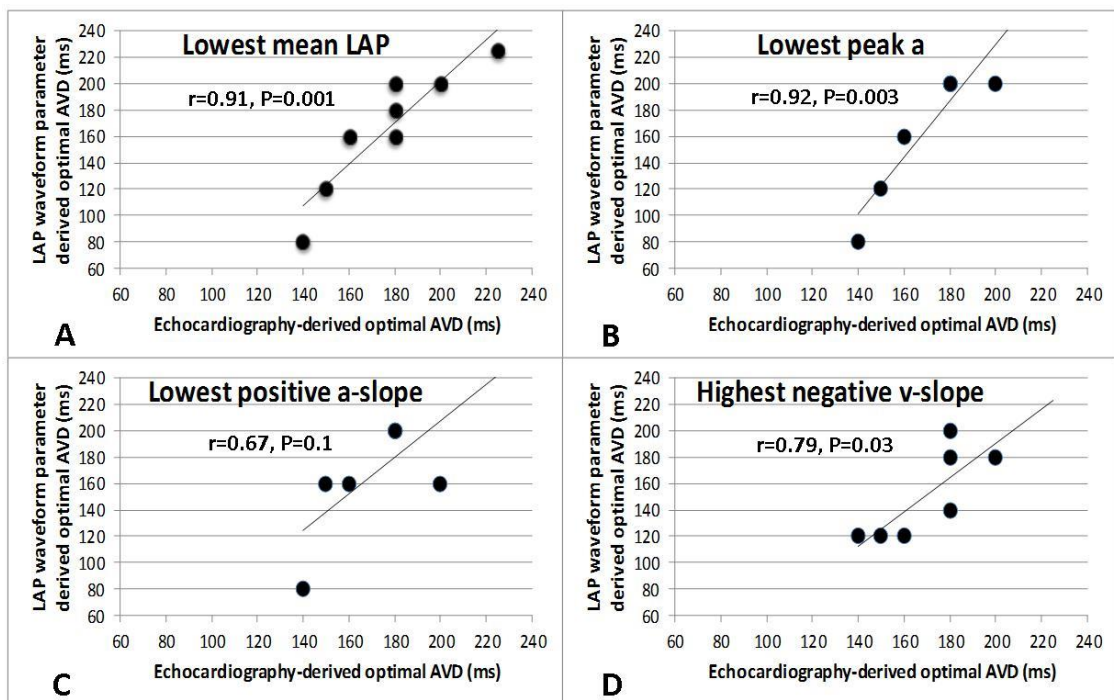 Lowest mean LAP
r=0.91, P=0.001
LAP waveform parameter
derived optimal AVD (ms)
240
220
200
180
160
140
120
100
80
60
60 80 100 120 140 160 180 200 220 240
Echocardiography-derived optimal AVD (ms)
A
Lowest peak a
r=0.92, P=0.003
LAP waveform parameter
derived optimal AVD (ms)
240
220
200
180
160
140
120
100
80
60
60 80 100 120 140 160 180 200 220 240
Echocardiography-derived optimal AVD (ms)
B
Lowest positive a-slope
r=0.67, P=0.1
LAP waveform parameter
derived optimal AVD (ms)
240
220
200
180
160
140
120
100
80
60
60 80 100 120 140 160 180 200 220 240
Echocardiography-derived optimal AVD (ms)
C
Highest negative v-slope
r=0.79, P=0.03
LAP waveform parameter
derived optimal AVD (ms)
240
220
200
180
160
140
120
100
80
60
60 80 100 120 140 160 180 200 220 240
Echocardiography-derived optimal AVD (ms)
D